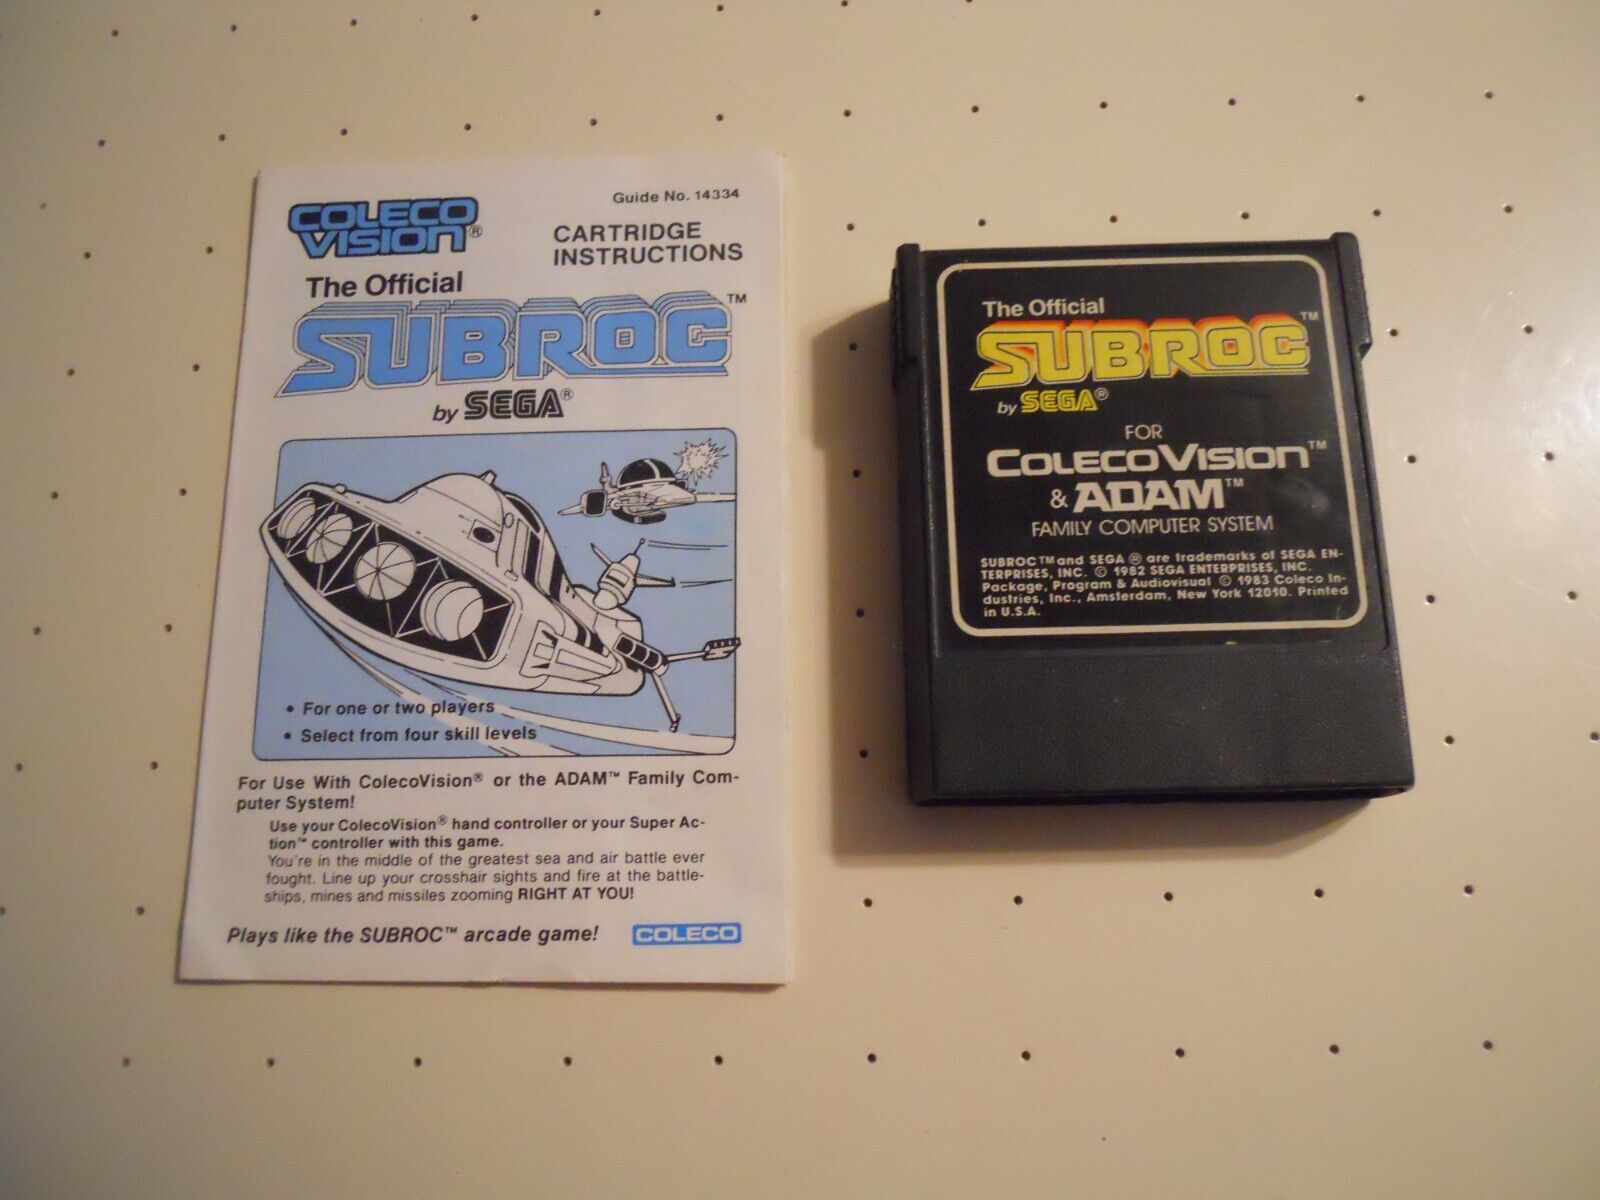 COLECO
VISION®
Guide No. 14334
CARTRIDGE
INSTRUCTIONS
The Official
SUBROC™
by SEGA®
• For one or two players
• Select from four skill levels
For Use With ColecoVision® or the ADAM™ Family Com-
puter System!
Use your ColecoVision® hand controller or your Super Ac-
tion™ controller with this game.
You're in the middle of the greatest sea and air battle ever
fought. Line up your crosshair sights and fire at the battle-
ships, mines and missiles zooming RIGHT AT YOU!
Plays like the SUBROC™ arcade game!
COLECO
The Official
SUBROC™
by SEGA®
FOR
COLECOVISION™
& ADAM™
FAMILY COMPUTER SYSTEM
SUBROC™ and SEGA® are trademarks of SEGA EN-
TERPRISES, INC. © 1982 SEGA ENTERPRISES, INC.
Package, Program & Audiovisual © 1983 Coleco In-
dustries, Inc., Amsterdam, New York 12010. Printed
in U.S.A.